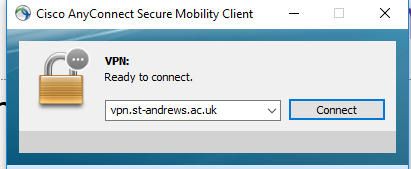 Cisco AnyConnect Secure Mobility Client
VPN:
Ready to connect.
vpn.st-andrews.ac.uk
Connect